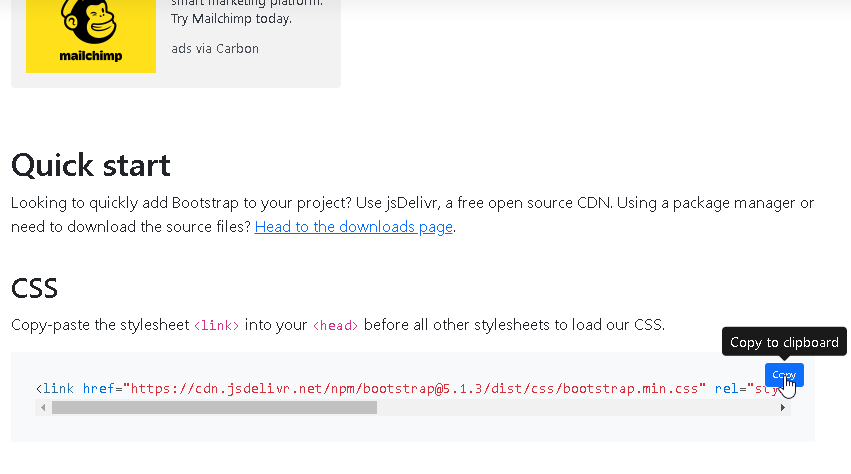 smart marketing platform.
Try Mailchimp today.
mailchimp
ads via Carbon
Quick start
Looking to quickly add Bootstrap to your project? Use jsDelivr, a free open source CDN. Using a package manager or
need to download the source files? Head to the downloads page.
CSS
Copy-paste the stylesheet <link> into your <head> before all other stylesheets to load our CSS.
Copy to clipboard
Copy
<link href="https://cdn.jsdelivr.net/npm/bootstrap@5.1.3/dist/css/bootstrap.min.css" rel="sty